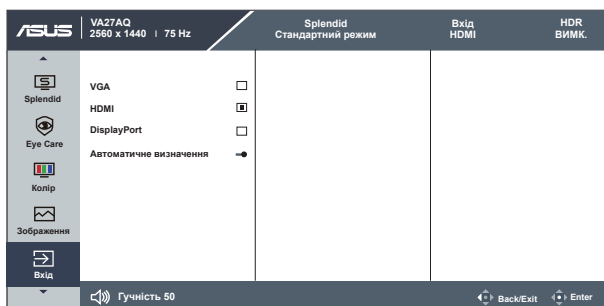 ASUS
VA27AQ
2560 x 1440 | 75 Hz
Splendid
Стандартний режим
Вхід
HDMI
HDR
ВИМК.
Splendid
Eye Care
Колір
Зображення
Вхід
VGA
HDMI
DisplayPort
Автоматичне визначення
Гучність 50
Back/Exit
Enter